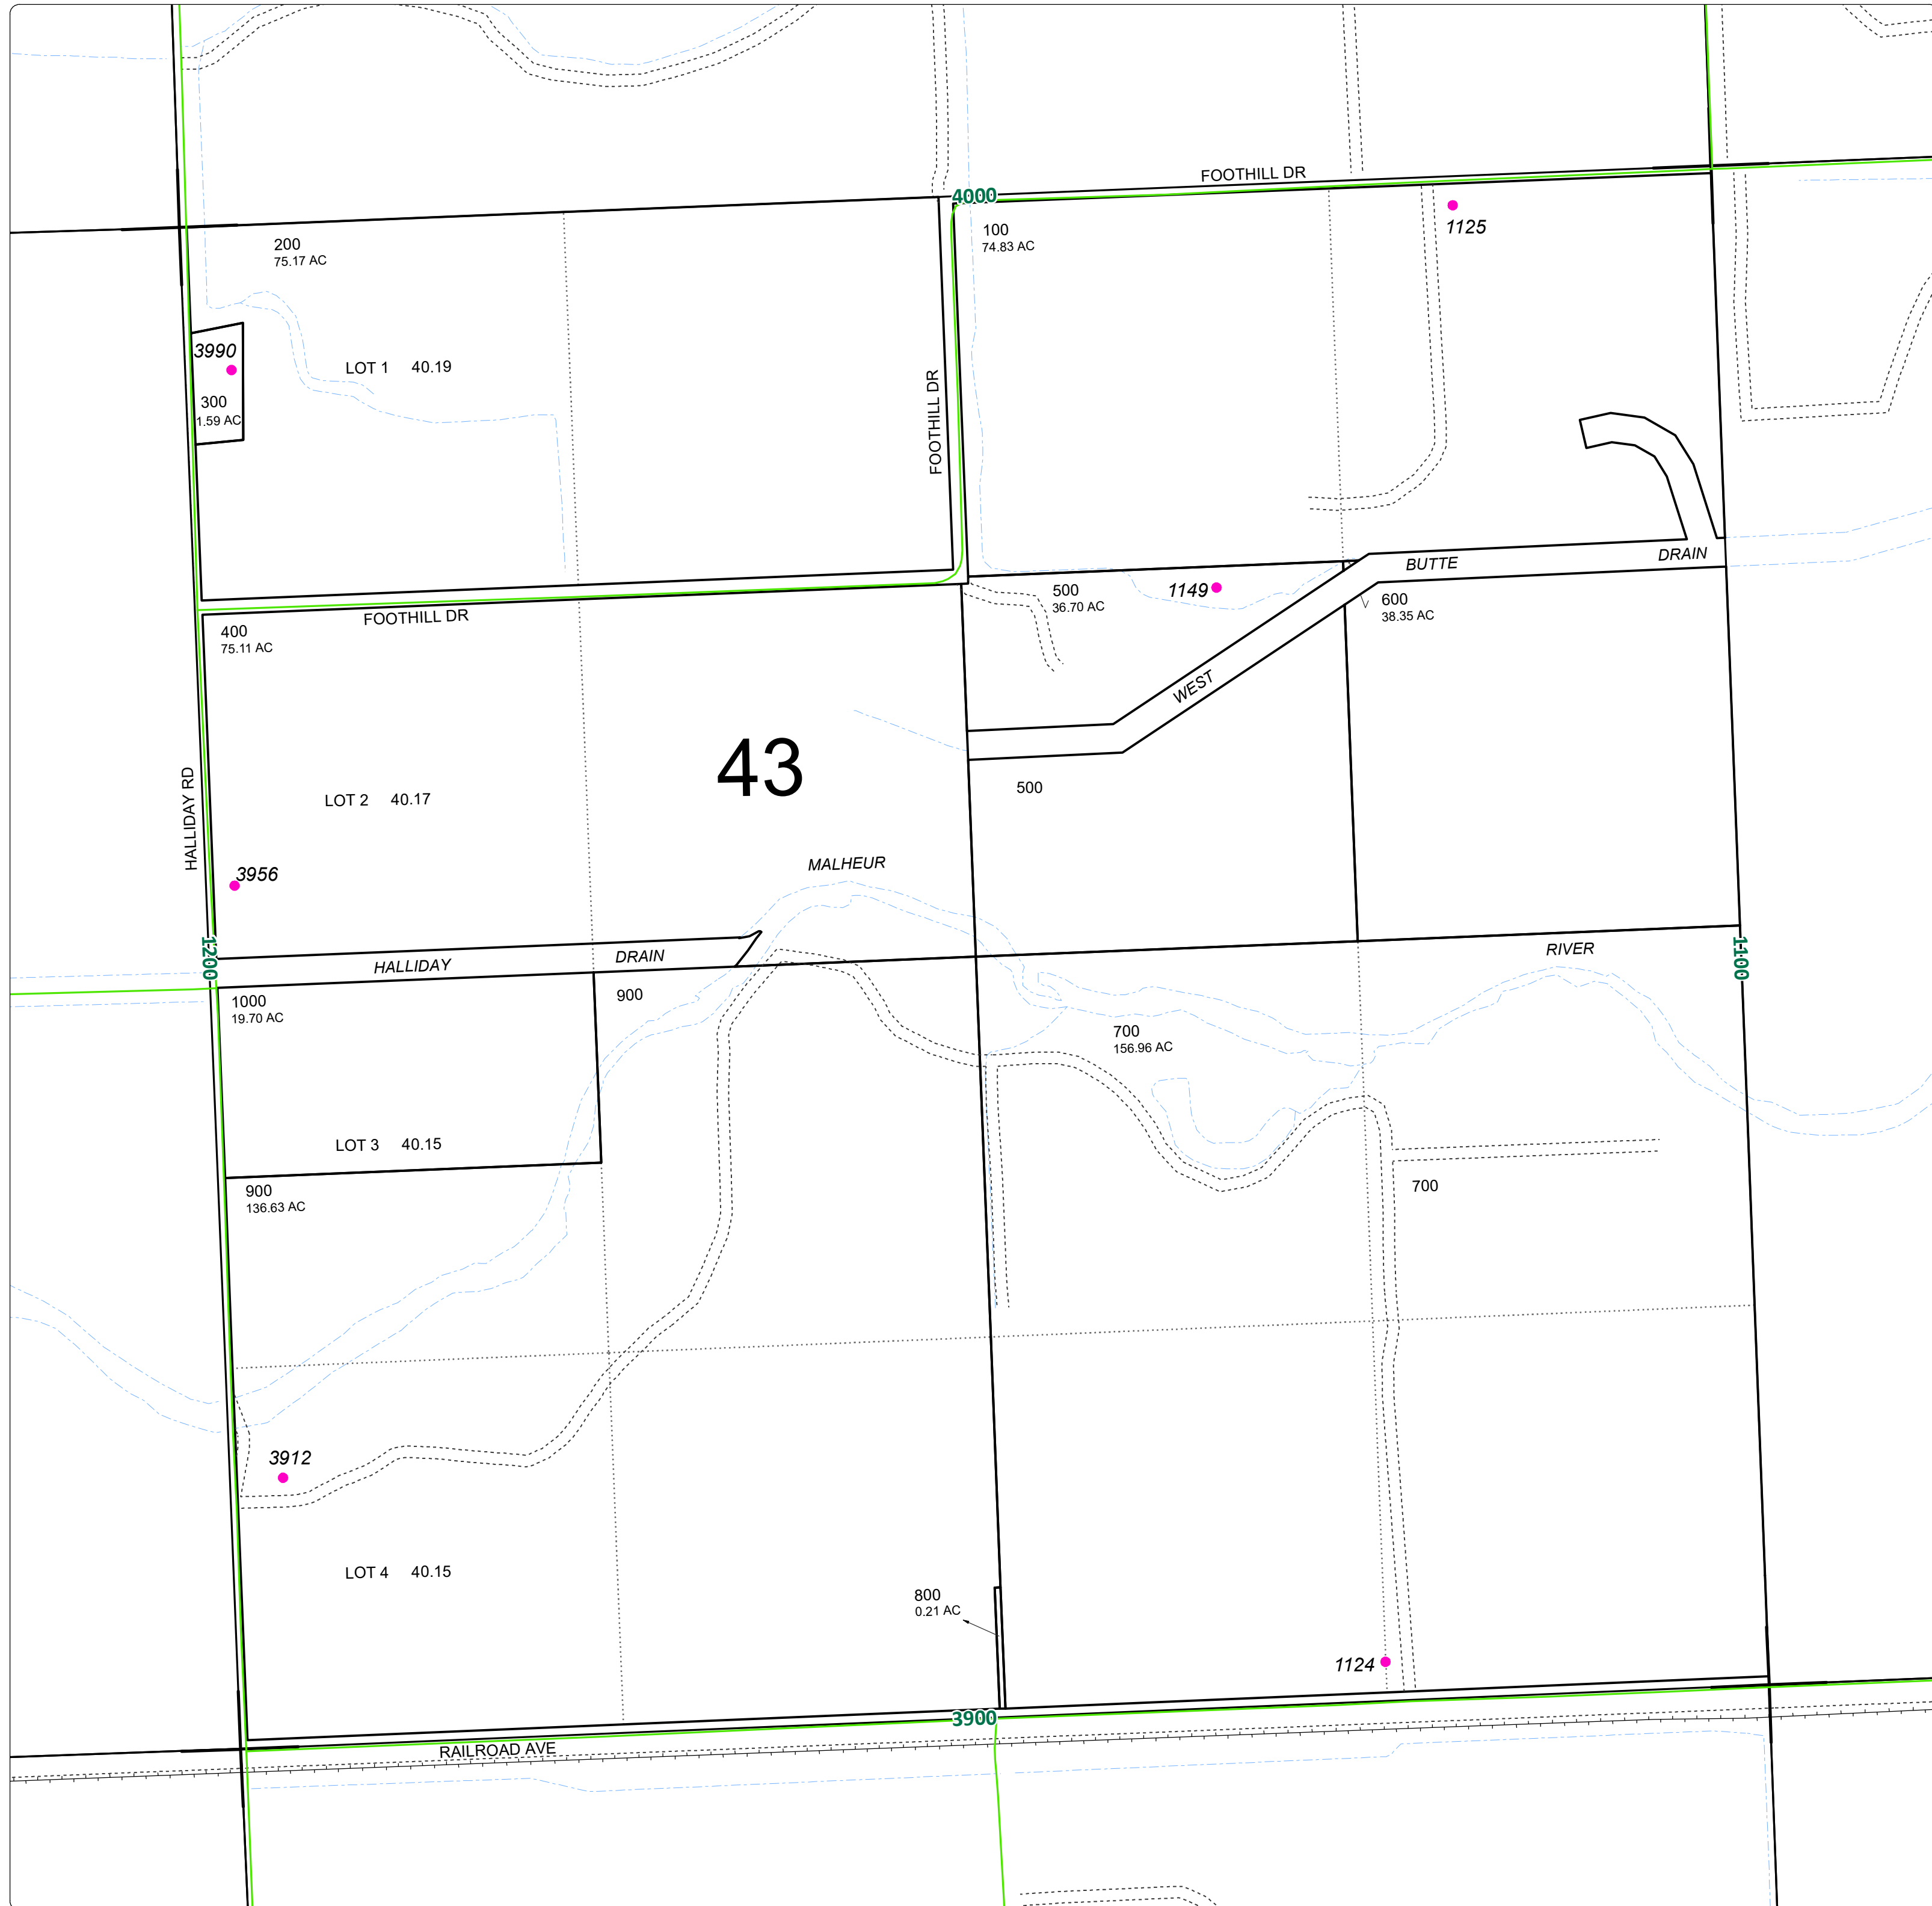 FOOTHILL DR
4000
1125
200
75.17 AC
100
74.83 AC
3990
300
1.59 AC
LOT 1 40.19
FOOTHILL DR
BUTTE
DRAIN
500
36.70 AC
1149
600
38.35 AC
FOOTHILL DR
400
75.11 AC
WEST
43
500
HALLIDAY RD
LOT 2 40.17
MALHEUR
3956
1200
HALLIDAY
DRAIN
RIVER
1100
1000
19.70 AC
900
700
156.96 AC
LOT 3 40.15
900
136.63 AC
700
3912
LOT 4 40.15
800
0.21 AC
1124
3900
RAILROAD AVE